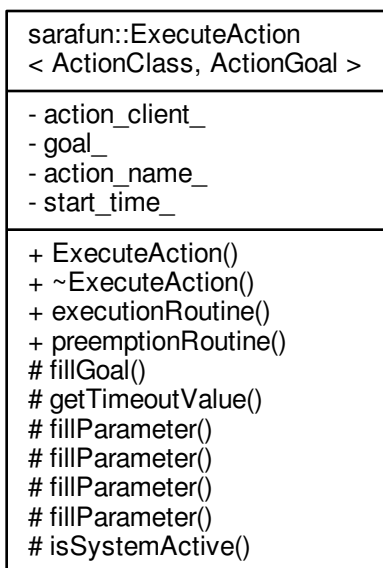 sarafun::ExecuteAction
< ActionClass, ActionGoal >
- action_client_
- goal_
- action_name_
- start_time_
+ ExecuteAction()
+ ~ExecuteAction()
+ executionRoutine()
+ preemptionRoutine()
# fillGoal()
# getTimeoutValue()
# fillParameter()
# fillParameter()
# fillParameter()
# fillParameter()
# isSystemActive()